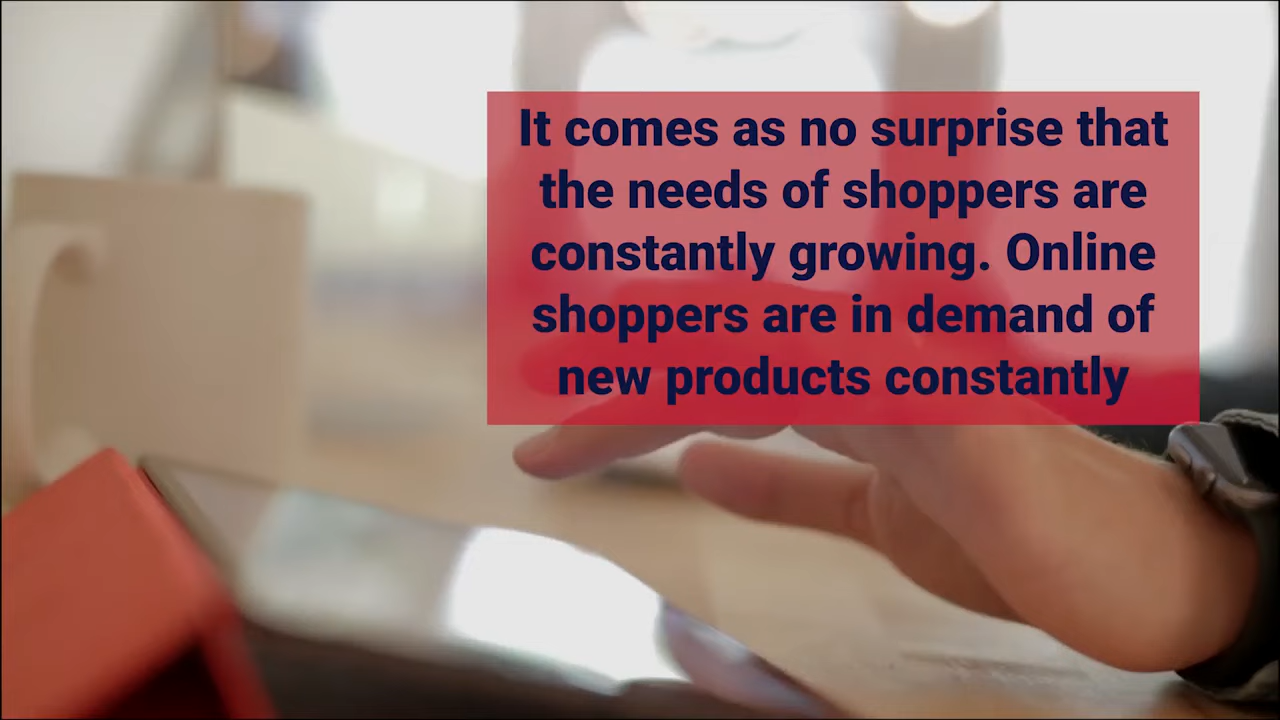 It comes as no surprise that
the needs of shoppers are
constantly growing. Online
shoppers are in demand of
new products constantly